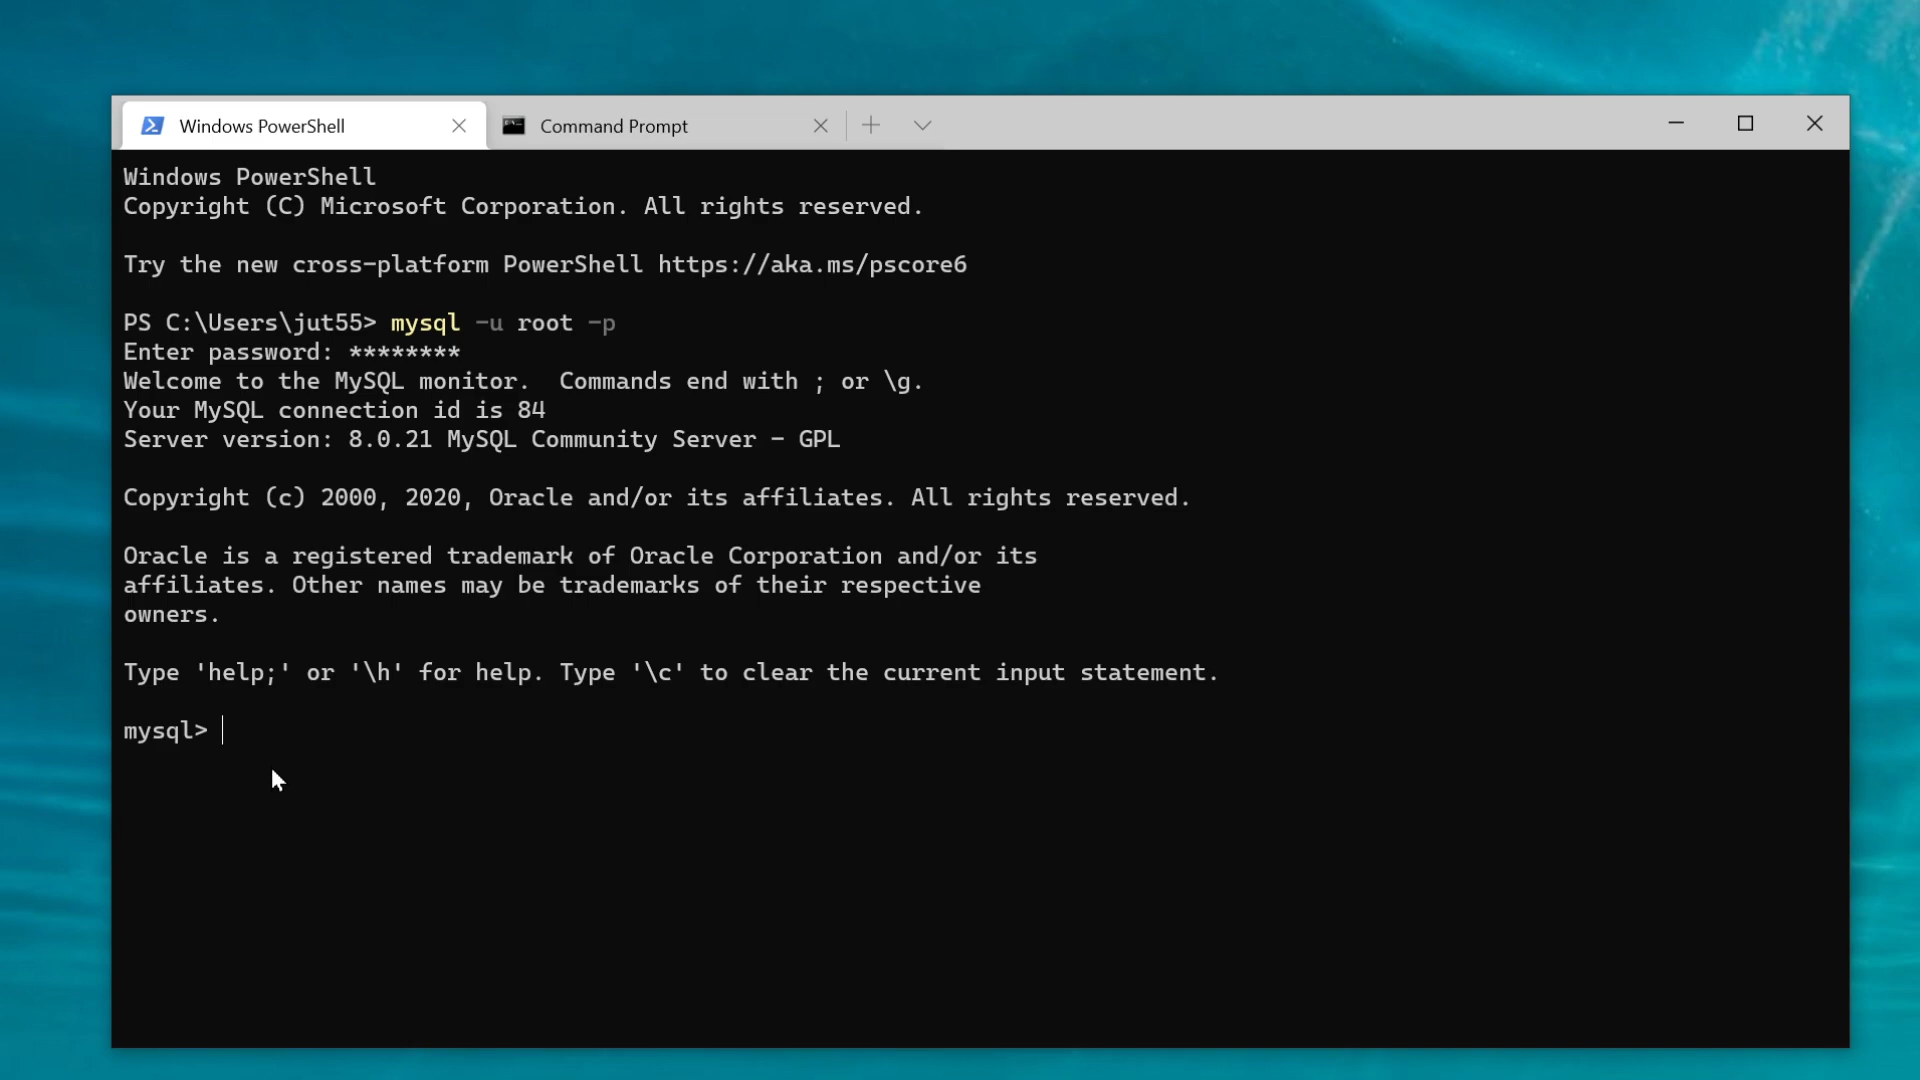 Windows PowerShell
Command Prompt
Windows PowerShell
Copyright (C) Microsoft Corporation. All rights reserved.
Try the new cross-platform PowerShell https://aka.ms/pscore6
PS C:\Users\jut55> mysql -u root -p
Enter password: ********
Welcome to the MySQL monitor.  Commands end with ; or \g.
Your MySQL connection id is 84
Server version: 8.0.21 MySQL Community Server - GPL
Copyright (c) 2000, 2020, Oracle and/or its affiliates. All rights reserved.
Oracle is a registered trademark of Oracle Corporation and/or its
affiliates. Other names may be trademarks of their respective
owners.
Type 'help;' or '\h' for help. Type '\c' to clear the current input statement.
mysql>